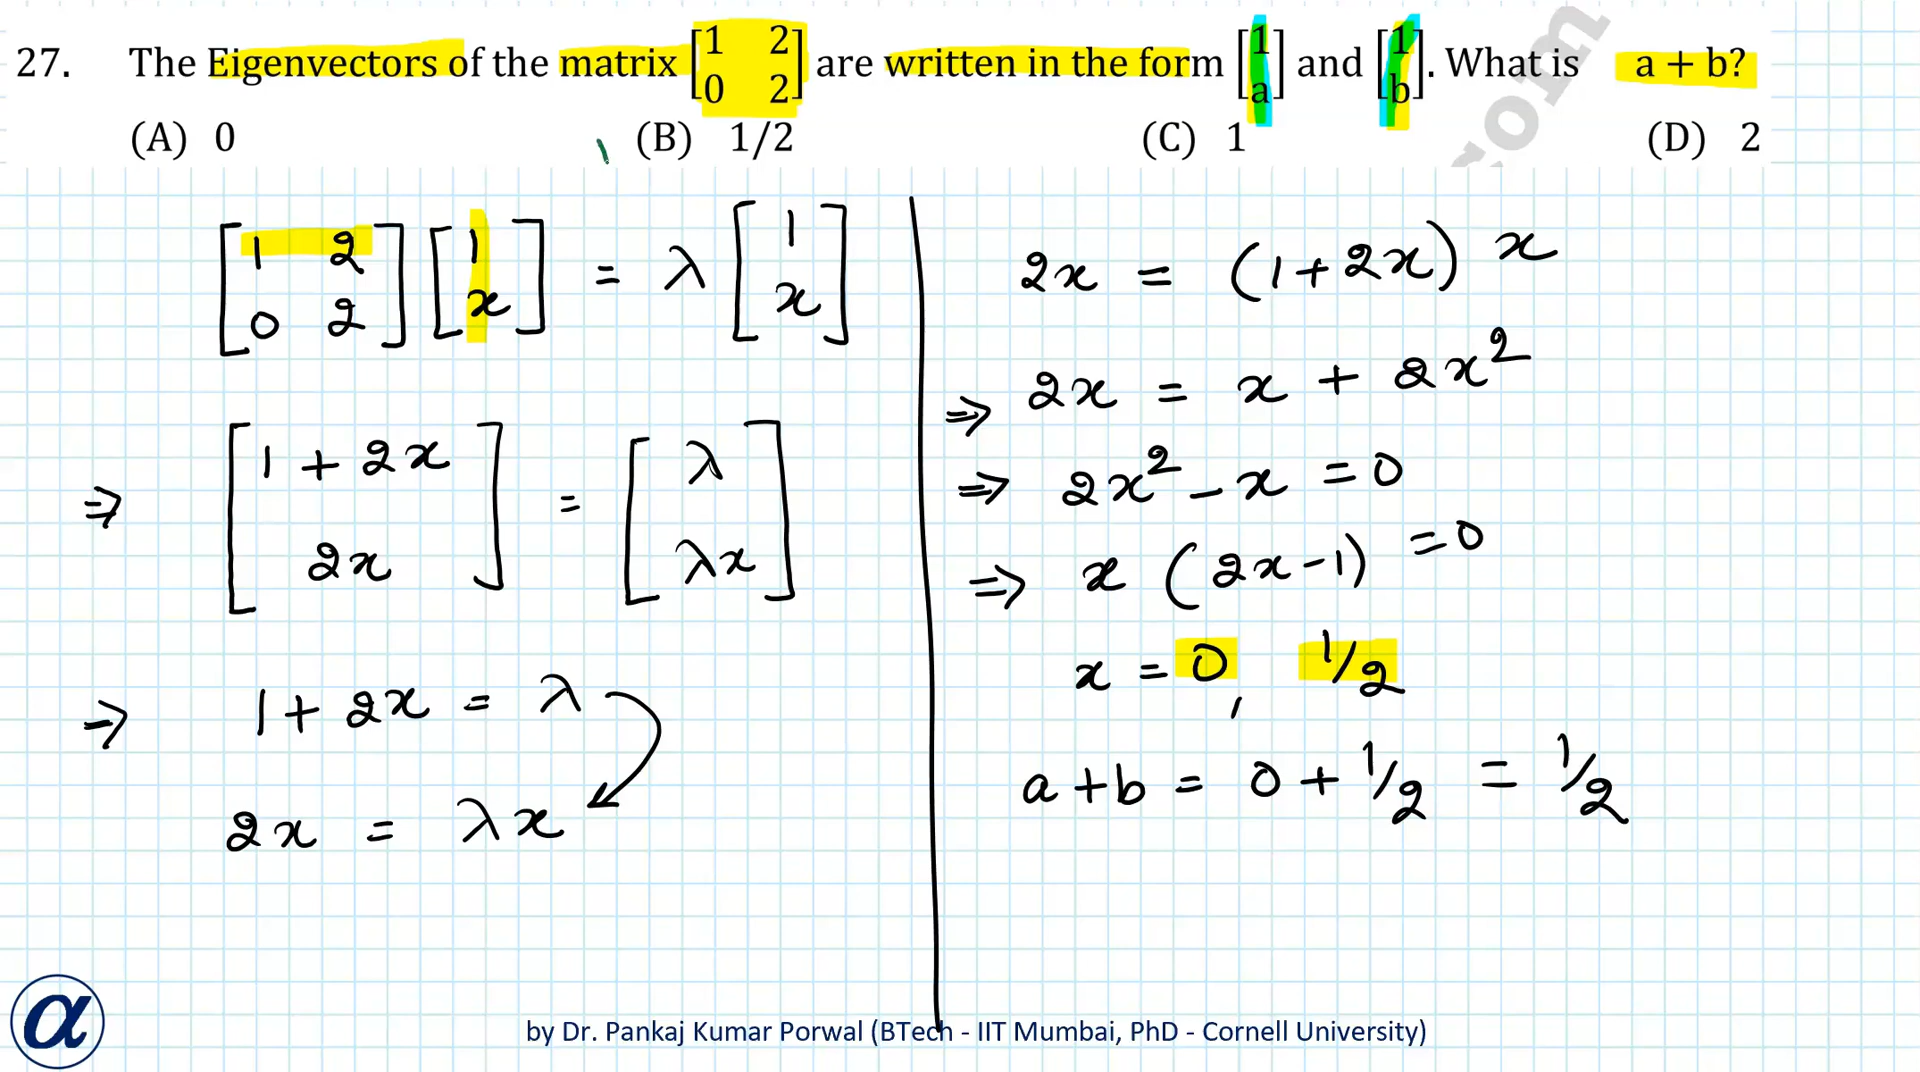 27. The Eigenvectors of the matrix [1 2; 0 2] are written in the form [1; a] and [1; b]. What is a + b?
(A) 0 (B) 1/2 (C) 1 (D) 2
[1 2; 0 2] [1; x] = λ [1; x]
⇒ [1 + 2x; 2x] = [λ; λx]
⇒ 1 + 2x = λ
2x = λx
2x = (1+2x) x
⇒ 2x = x + 2x²
⇒ 2x² - x = 0
⇒ x (2x-1) = 0
x = 0, 1/2
a + b = 0 + 1/2 = 1/2
α
by Dr. Pankaj Kumar Porwal (BTech - IIT Mumbai, PhD - Cornell University)
com